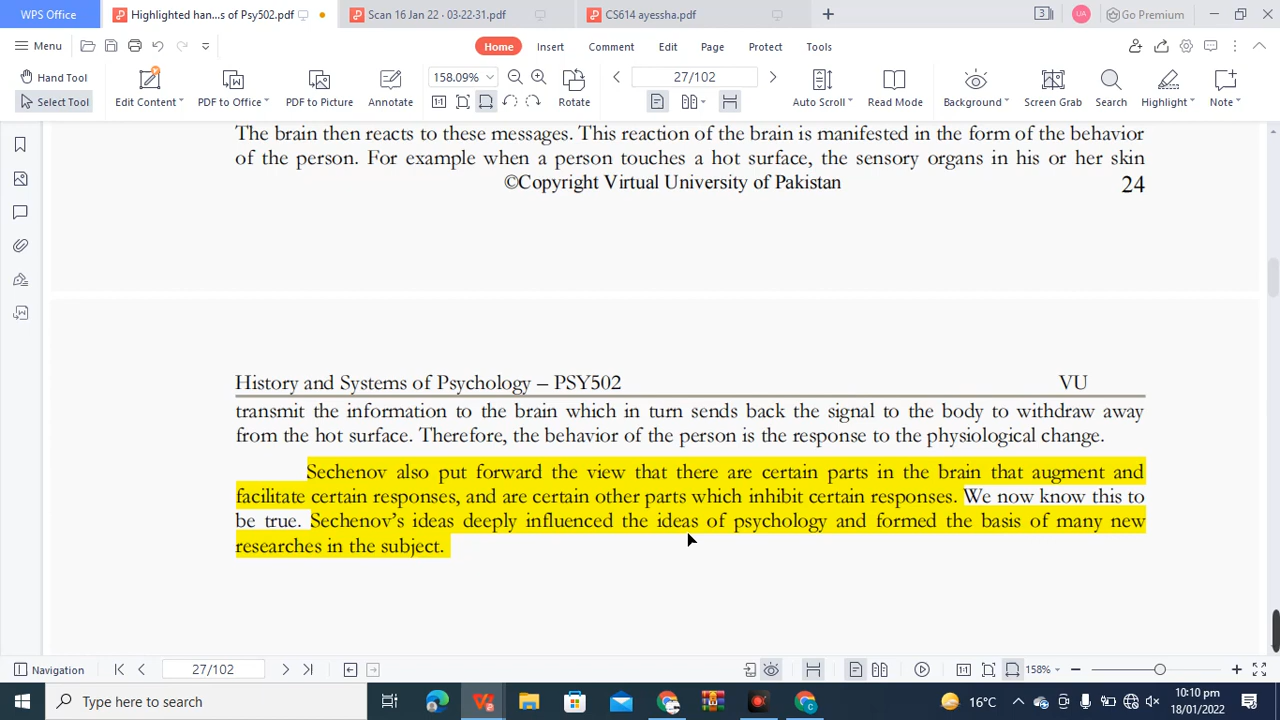 WPS Office
Highlighted han...s of Psy502.pdf
Scan 16 Jan 22 · 03-22-31.pdf
CS614 ayessha.pdf
3
UA
Go Premium
Menu
Home
Insert
Comment
Edit
Page
Protect
Tools
Hand Tool
Select Tool
Edit Content
PDF to Office
PDF to Picture
Annotate
158.09%
Rotate
27/102
Auto Scroll
Read Mode
Background
Screen Grab
Search
Highlight
Note
The brain then reacts to these messages. This reaction of the brain is manifested in the form of the behavior
of the person. For example when a person touches a hot surface, the sensory organs in his or her skin
©Copyright Virtual University of Pakistan
24
History and Systems of Psychology – PSY502 VU
transmit the information to the brain which in turn sends back the signal to the body to withdraw away
from the hot surface. Therefore, the behavior of the person is the response to the physiological change.
Sechenov also put forward the view that there are certain parts in the brain that augment and
facilitate certain responses, and are certain other parts which inhibit certain responses. We now know this to
be true. Sechenov's ideas deeply influenced the ideas of psychology and formed the basis of many new
researches in the subject.
Navigation
27/102
158%
Type here to search
16°C
10:10 pm
18/01/2022